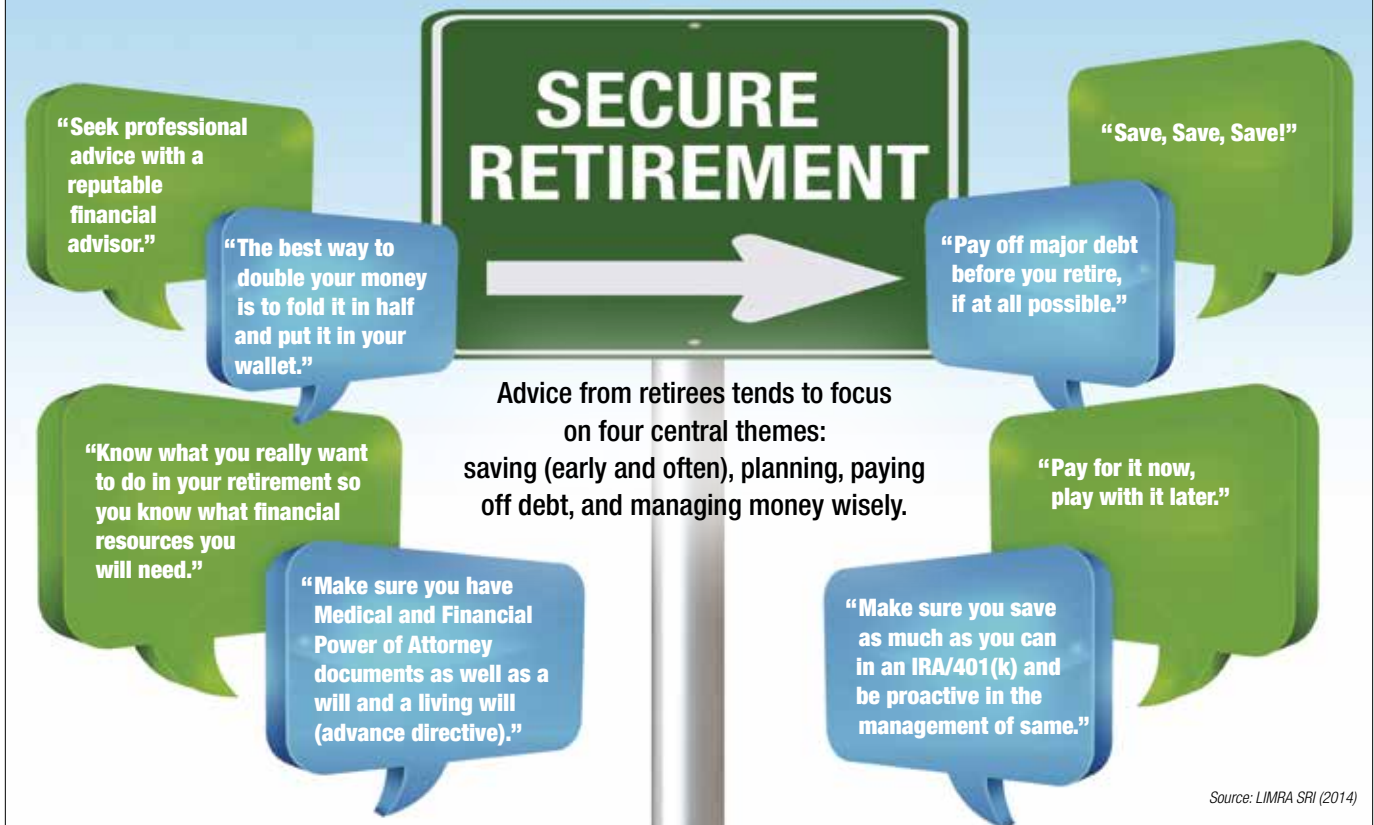 SECURE
RETIREMENT
“Seek professional
advice with a
reputable
financial
advisor.”
“The best way to
double your money
is to fold it in half
and put it in your
wallet.”
“Know what you really want
to do in your retirement so
you know what financial
resources you
will need.”
“Make sure you have
Medical and Financial
Power of Attorney
documents as well as a
will and a living will
(advance directive).”
Advice from retirees tends to focus
on four central themes:
saving (early and often), planning, paying
off debt, and managing money wisely.
“Save, Save, Save!”
“Pay off major debt
before you retire,
if at all possible.”
“Pay for it now,
play with it later.”
“Make sure you save
as much as you can
in an IRA/401(k) and
be proactive in the
management of same.”
Source: LIMRA SRI (2014)